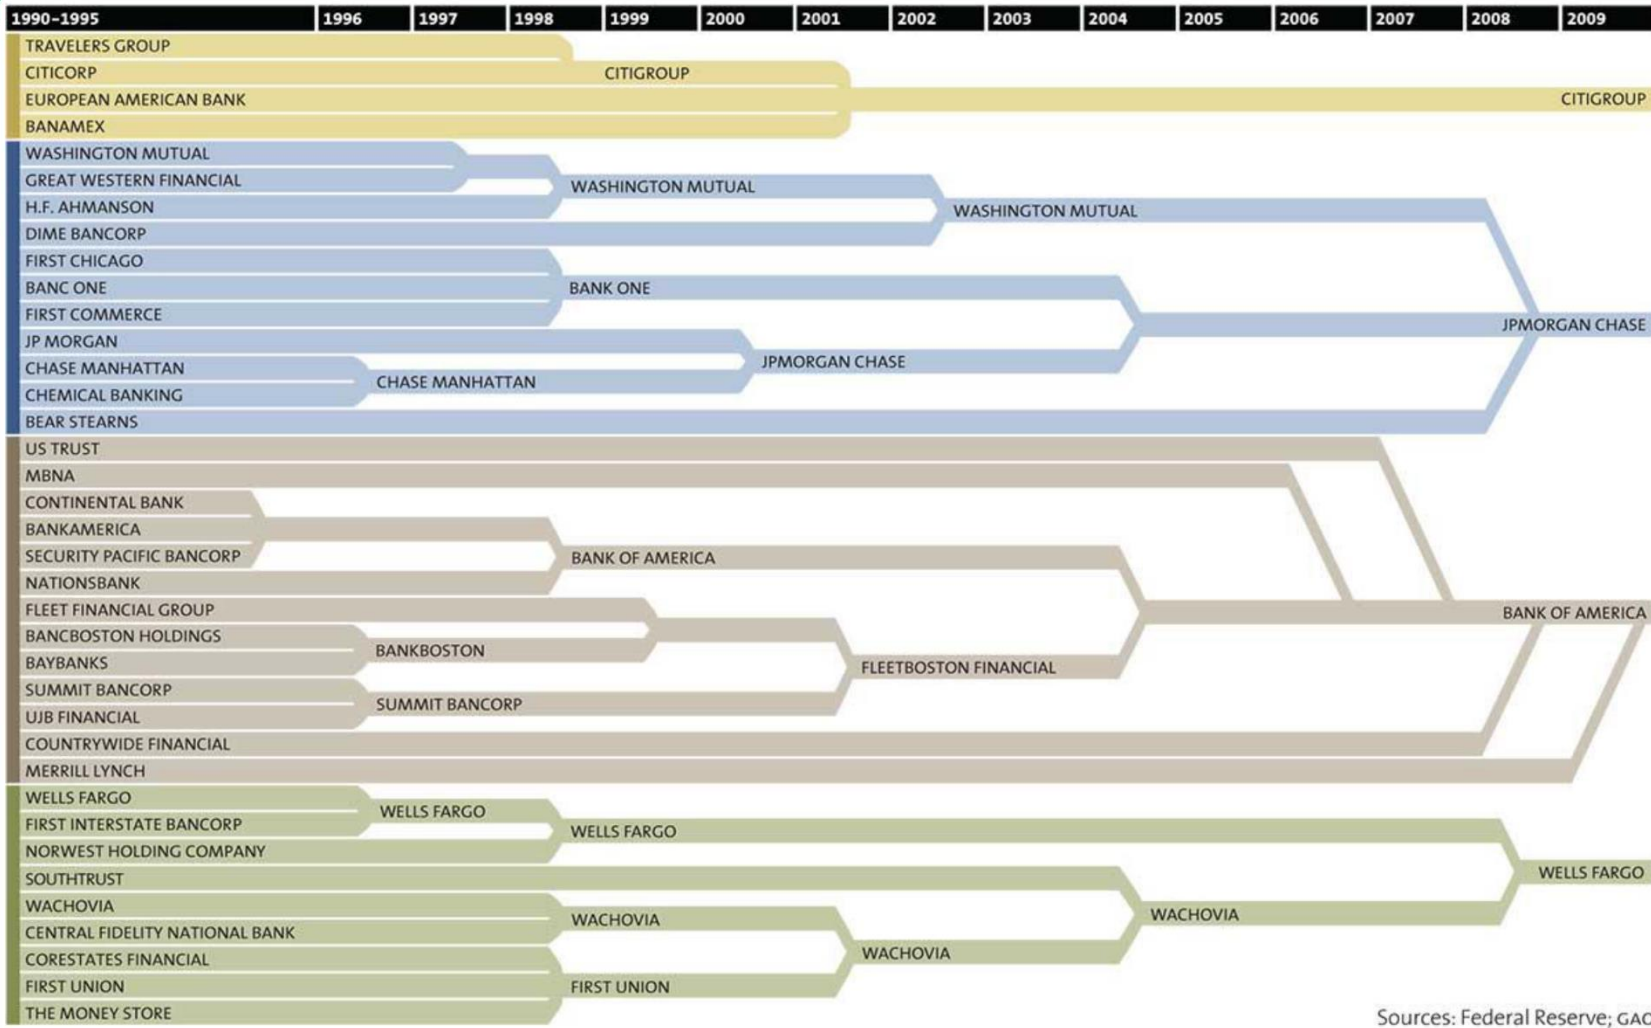 1990–1995 1996 1997 1998 1999 2000 2001 2002 2003 2004 2005 2006 2007 2008 2009
TRAVELERS GROUP
CITICORP CITIGROUP
EUROPEAN AMERICAN BANK CITIGROUP
BANAMEX
WASHINGTON MUTUAL
GREAT WESTERN FINANCIAL
WASHINGTON MUTUAL
H.F. AHMANSON
WASHINGTON MUTUAL
DIME BANCORP
FIRST CHICAGO
BANC ONE BANK ONE
FIRST COMMERCE
JPMORGAN CHASE
JP MORGAN
JPMORGAN CHASE
CHASE MANHATTAN
CHASE MANHATTAN
CHEMICAL BANKING
BEAR STEARNS
US TRUST
MBNA
CONTINENTAL BANK
BANKAMERICA
SECURITY PACIFIC BANCORP BANK OF AMERICA
NATIONSBANK
FLEET FINANCIAL GROUP BANK OF AMERICA
BANCBOSTON HOLDINGS
BANKBOSTON
BAYBANKS FLEETBOSTON FINANCIAL
SUMMIT BANCORP
SUMMIT BANCORP
UJB FINANCIAL
COUNTRYWIDE FINANCIAL
MERRILL LYNCH
WELLS FARGO
WELLS FARGO
FIRST INTERSTATE BANCORP
WELLS FARGO
NORWEST HOLDING COMPANY
WELLS FARGO
SOUTHTRUST
WACHOVIA
WACHOVIA
WACHOVIA
CENTRAL FIDELITY NATIONAL BANK
WACHOVIA
CORESTATES FINANCIAL
FIRST UNION FIRST UNION
THE MONEY STORE
Sources: Federal Reserve; GAO